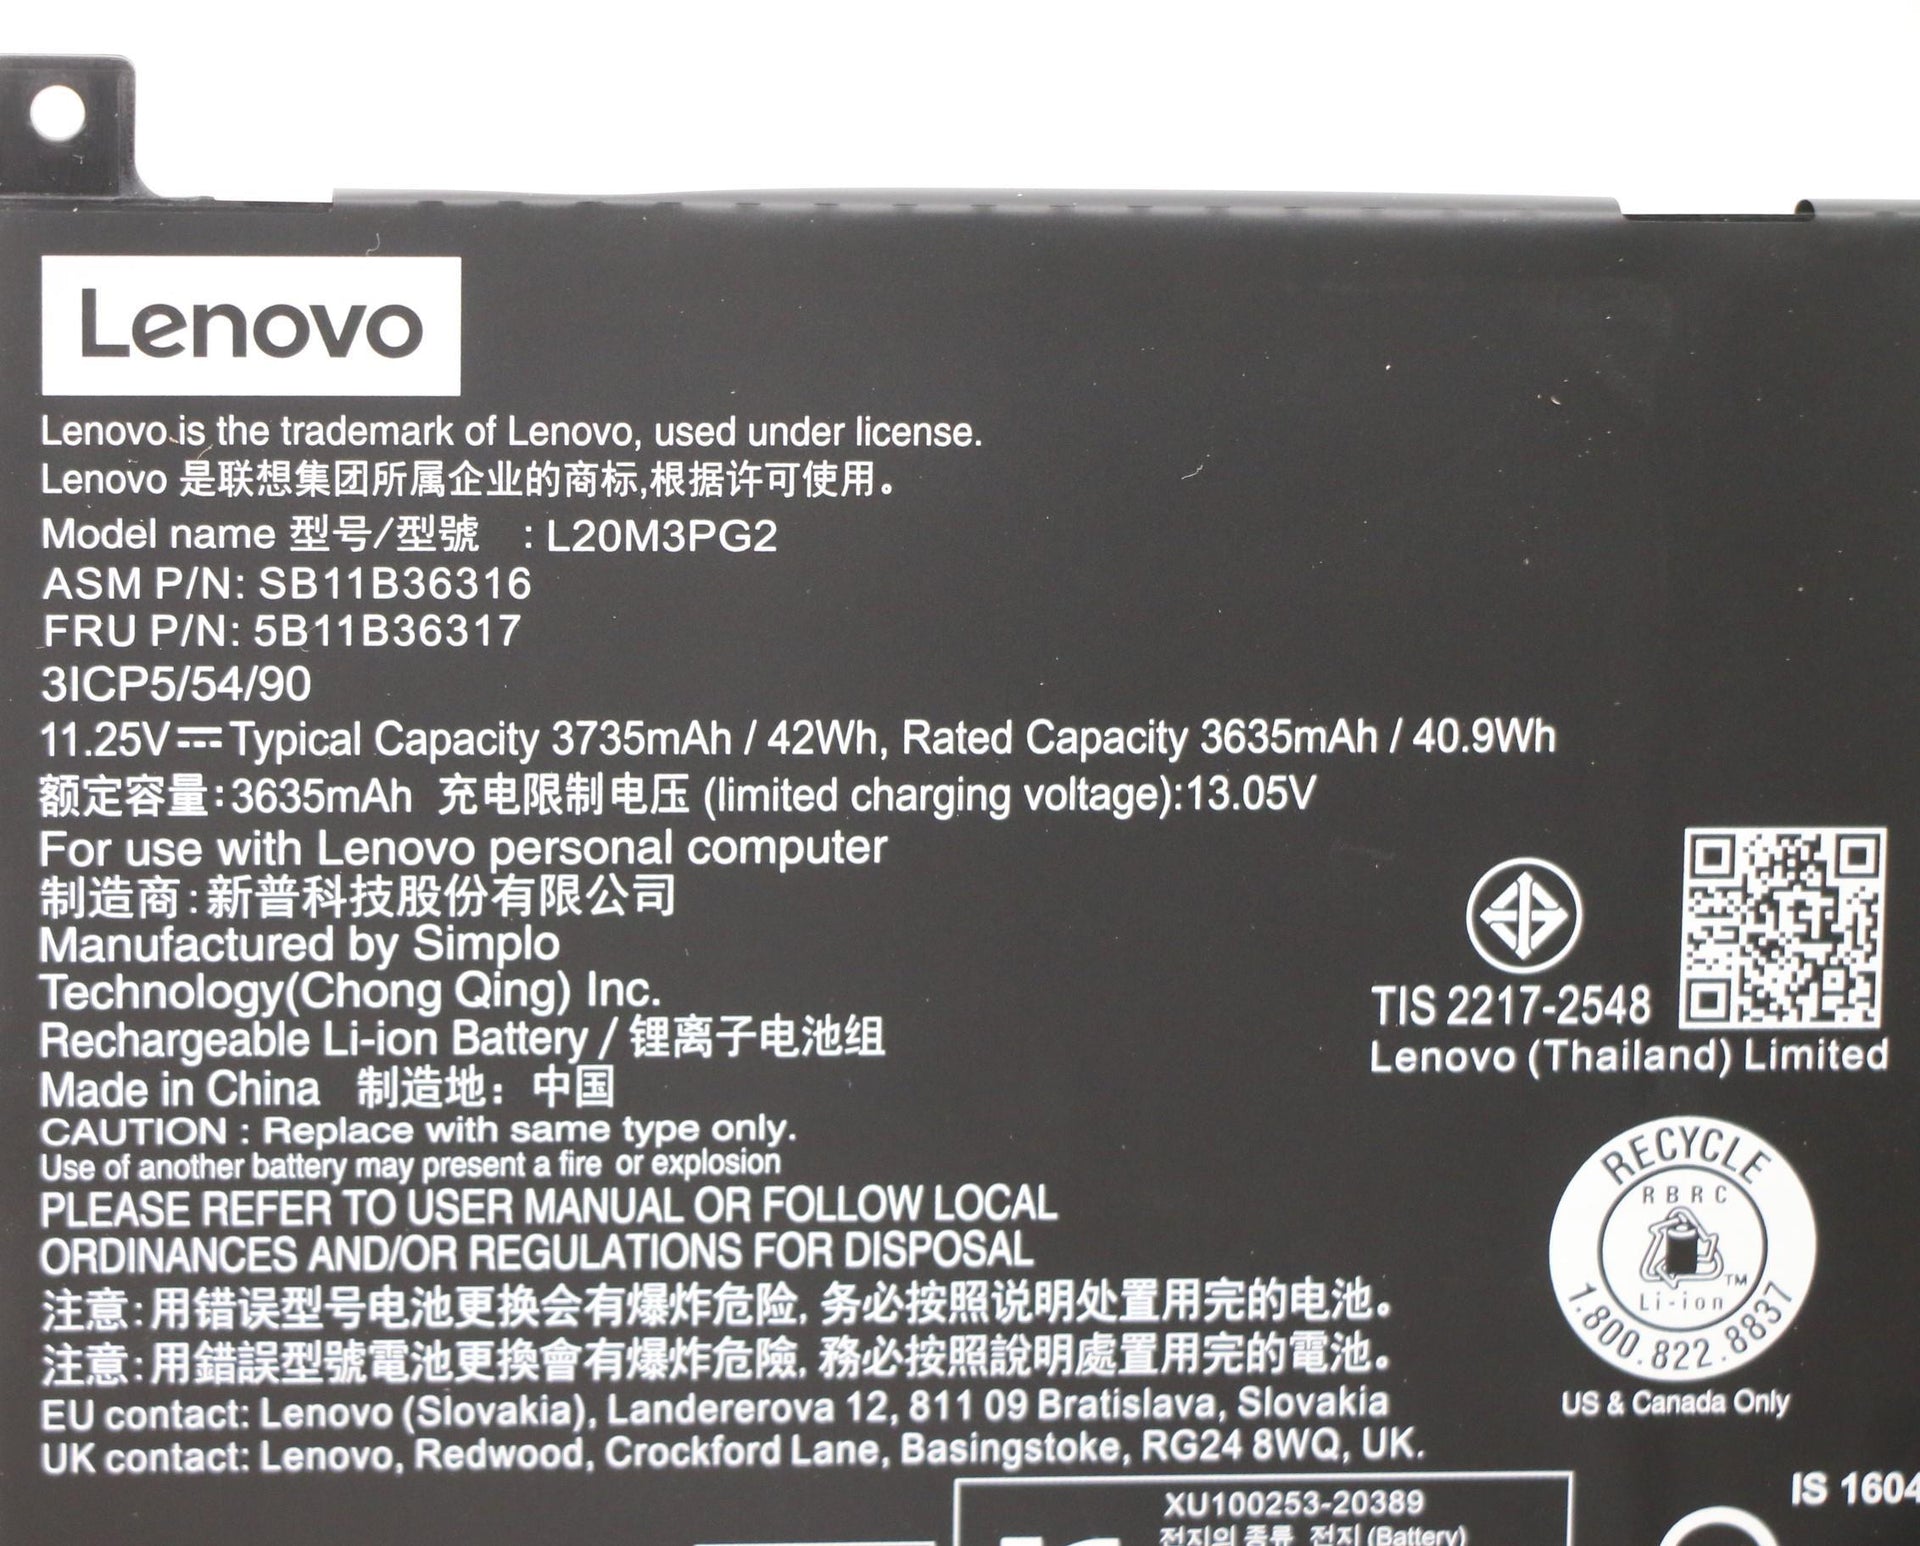 Lenovo
Lenovo is the trademark of Lenovo, used under license.
Lenovo 是联想集团所属企业的商标,根据许可使用。
Model name 型号/型號 : L20M3PG2
ASM P/N: SB11B36316
FRU P/N: 5B11B36317
3ICP5/54/90
11.25V⎓Typical Capacity 3735mAh / 42Wh, Rated Capacity 3635mAh / 40.9Wh
额定容量:3635mAh 充电限制电压 (limited charging voltage):13.05V
For use with Lenovo personal computer
制造商:新普科技股份有限公司
Manufactured by Simplo
Technology(Chong Qing) Inc.
Rechargeable Li-ion Battery / 锂离子电池组
Made in China 制造地：中国
CAUTION : Replace with same type only.
Use of another battery may present a fire or explosion
PLEASE REFER TO USER MANUAL OR FOLLOW LOCAL
ORDINANCES AND/OR REGULATIONS FOR DISPOSAL
注意:用错误型号电池更换会有爆炸危险, 务必按照说明处置用完的电池。
注意:用錯誤型號電池更換會有爆炸危險, 務必按照說明處置用完的電池。
EU contact: Lenovo (Slovakia), Landererova 12, 811 09 Bratislava, Slovakia
UK contact: Lenovo, Redwood, Crockford Lane, Basingstoke, RG24 8WQ, UK.
TIS 2217-2548
Lenovo (Thailand) Limited
RECYCLE
RBRC
TM
Li-ion
1.800.822.8837
US & Canada Only
XU100253-20389
전지의 종류 전지 (Battery)
IS 1604